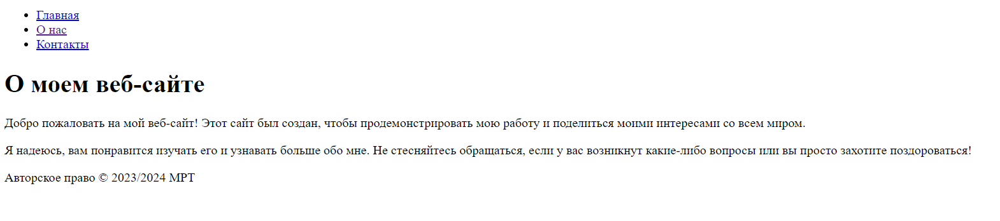 Главная
О нас
Контакты
О моем веб-сайте
Добро пожаловать на мой веб-сайт! Этот сайт был создан, чтобы продемонстрировать мою работу и поделиться моими интересами со всем миром.
Я надеюсь, вам понравится изучать его и узнавать больше обо мне. Не стесняйтесь обращаться, если у вас возникнут какие-либо вопросы или вы просто захотите поздороваться!
Авторское право © 2023/2024 МРТ